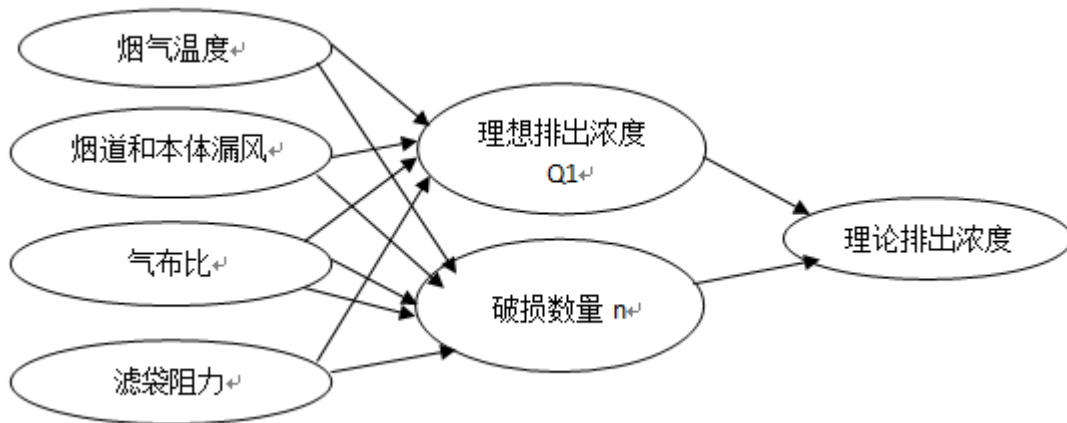 烟气温度↵
烟道和本体漏风↵
气布比↵
滤袋阻力↵
理想排出浓度
Q1↵
破损数量 n↵
理论排出浓度